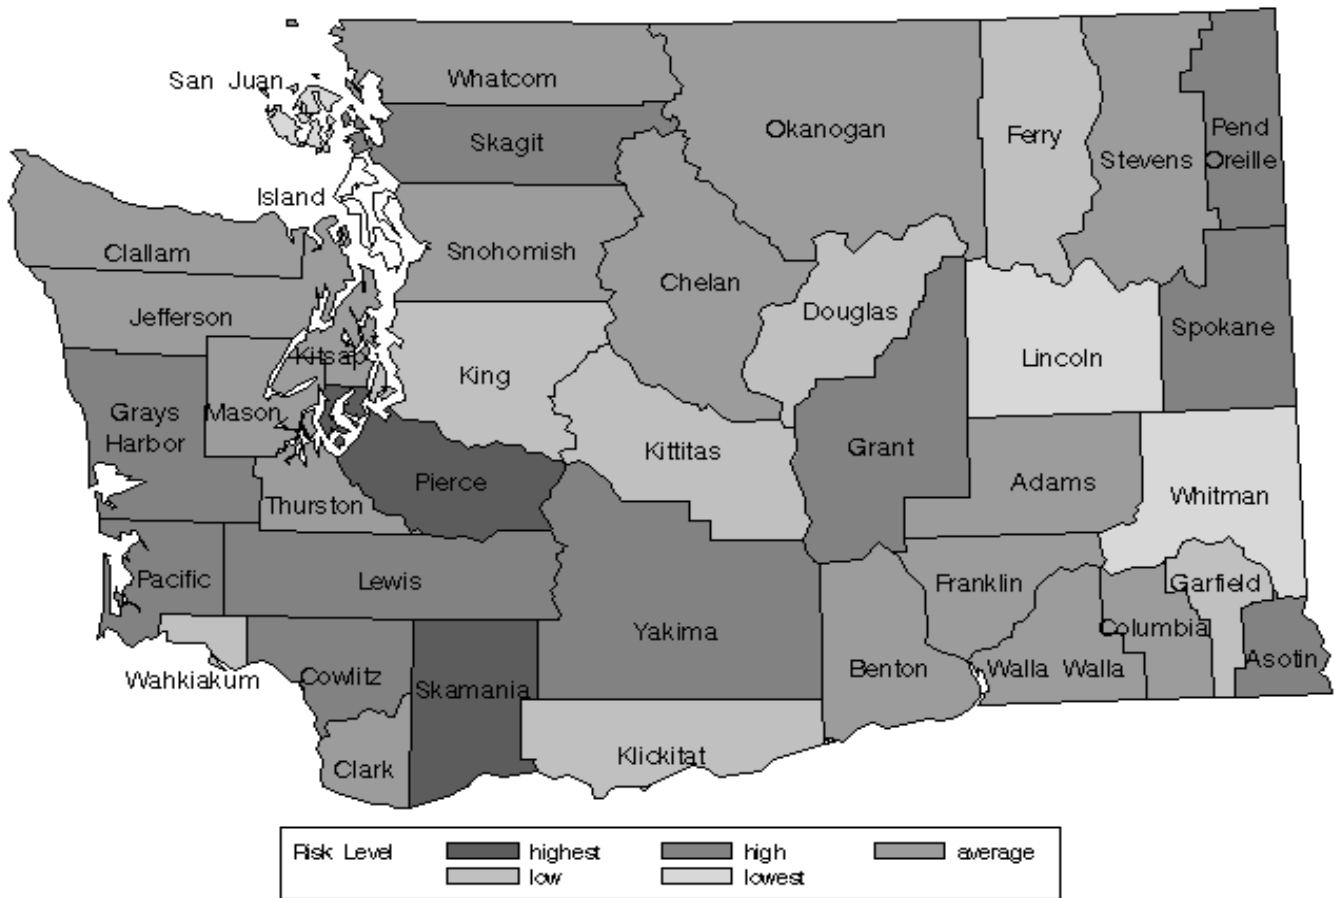 San Juan
Whatcom
Okanogan
Ferry
Stevens
Pend
Oreille
Skagit
Island
Clallam
Snohomish
Chelan
Jefferson
Douglas
Spokane
Kitsap
King
Lincoln
Grays
Harbor
Mason
Kittitas
Grant
Adams
Whitman
Thurston
Pierce
Pacific
Lewis
Franklin
Garfield
Yakima
Columbia
Wahkiakum
Cowlitz
Skamania
Benton
Walla Walla
Asotin
Clark
Klickitat
Risk Level highest high average
low lowest